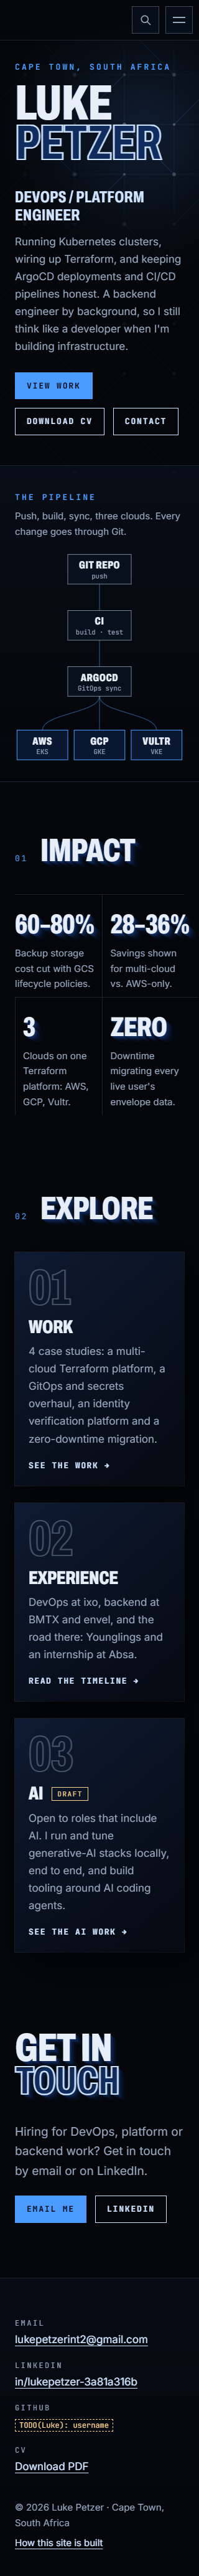 CAPE TOWN, SOUTH AFRICA
LUKE
PETZER
DEVOPS / PLATFORM
ENGINEER
Running Kubernetes clusters,
wiring up Terraform, and keeping
ArgoCD deployments and CI/CD
pipelines honest. A backend
engineer by background, so I still
think like a developer when I'm
building infrastructure.
VIEW WORK
DOWNLOAD CV
CONTACT
THE PIPELINE
Push, build, sync, three clouds. Every
change goes through Git.
GIT REPO
push
CI
build · test
ARGOCD
GitOps sync
AWS
EKS
GCP
GKE
VULTR
VKE
01 IMPACT
60–80%
Backup storage
cost cut with GCS
lifecycle policies.
28–36%
Savings shown
for multi-cloud
vs. AWS-only.
3
Clouds on one
Terraform
platform: AWS,
GCP, Vultr.
ZERO
Downtime
migrating every
live user's
envelope data.
02 EXPLORE
01
WORK
4 case studies: a multi-
cloud Terraform platform, a
GitOps and secrets
overhaul, an identity
verification platform and a
zero-downtime migration.
SEE THE WORK →
02
EXPERIENCE
DevOps at ixo, backend at
BMTX and envel, and the
road there: Youngsoft and
an internship at Absa.
READ THE TIMELINE →
03
AI DRAFT
Open to roles that include
AI. I run and tune
generative-AI stacks locally,
end to end, and build
tooling around AI coding
agents.
SEE THE AI WORK →
GET IN
TOUCH
Hiring for DevOps, platform or
backend work? Get in touch
by email or on LinkedIn.
EMAIL ME
LINKEDIN
EMAIL
lukepetzerint2@gmail.com
LINKEDIN
in/lukepetzer-3a81a316b
GITHUB
TODO(Luke): username
CV
Download PDF
© 2026 Luke Petzer · Cape Town,
South Africa
How this site is built